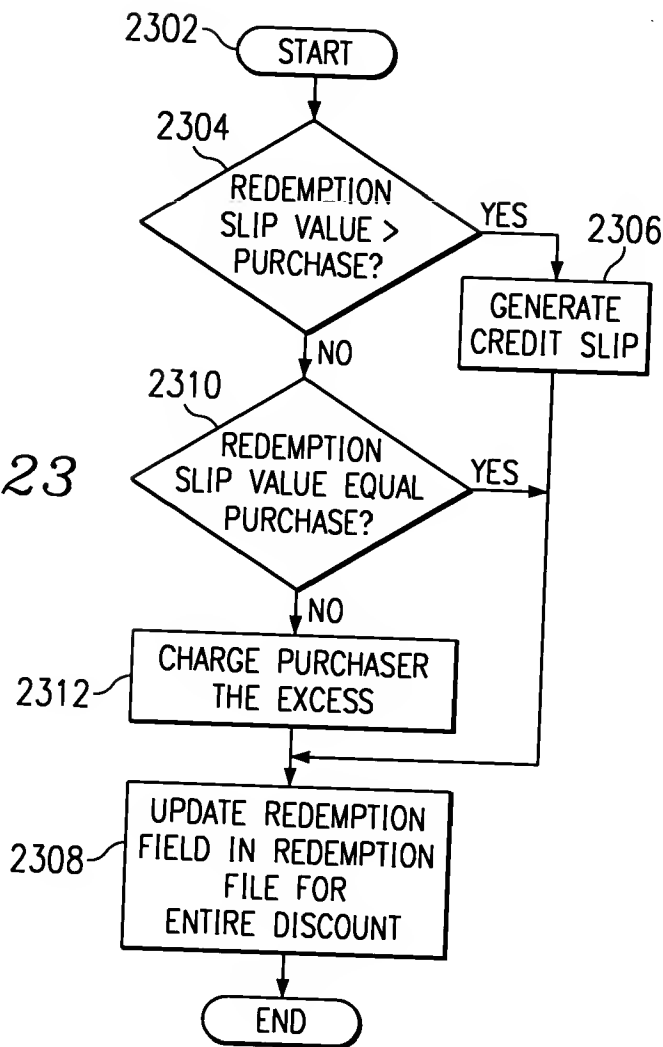 2302
START
2304
REDEMPTION
SLIP VALUE >
PURCHASE?
YES
2306
GENERATE
CREDIT SLIP
NO
2310
REDEMPTION
SLIP VALUE EQUAL
PURCHASE?
YES
23
NO
2312
CHARGE PURCHASER
THE EXCESS
2308
UPDATE REDEMPTION
FIELD IN REDEMPTION
FILE FOR
ENTIRE DISCOUNT
END